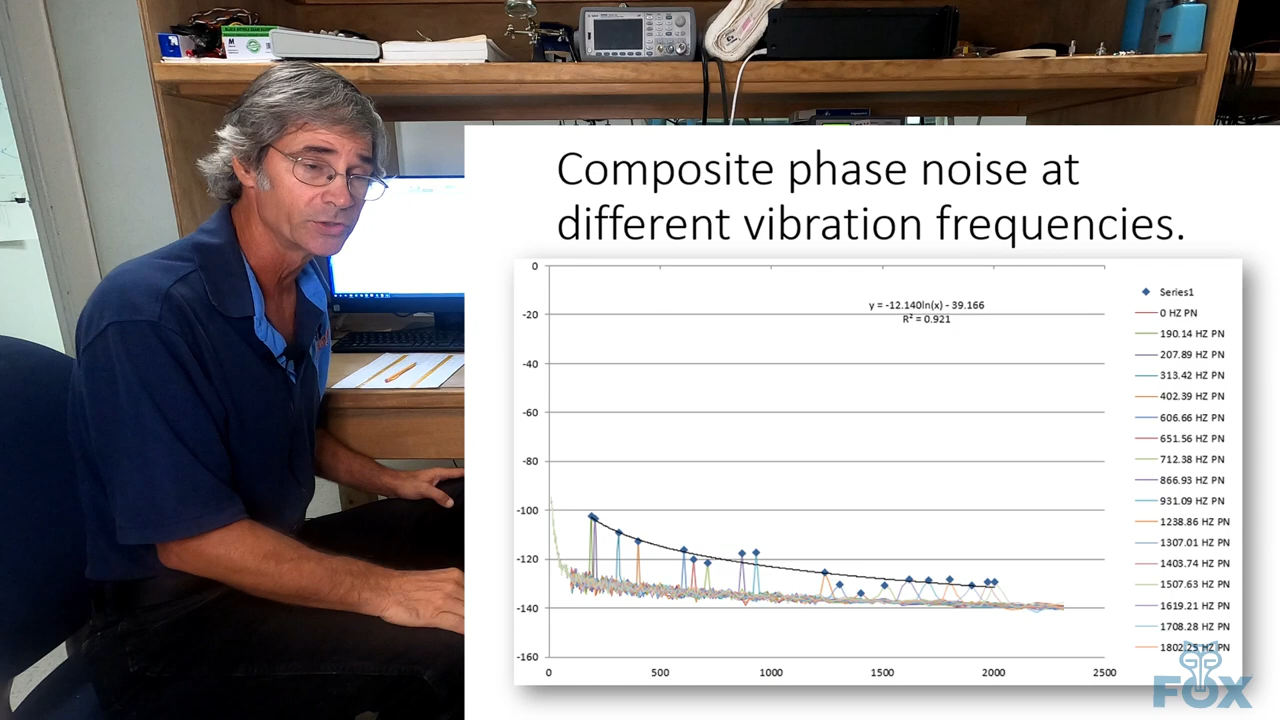 Composite phase noise at
different vibration frequencies.
0
-20
-40
-60
-80
-100
-120
-140
-160
0 500 1000 1500 2000 2500
y = -12.140ln(x) - 39.166
R² = 0.921
Series1
0 HZ PN
190.14 HZ PN
207.89 HZ PN
313.42 HZ PN
402.39 HZ PN
606.66 HZ PN
651.56 HZ PN
712.38 HZ PN
866.93 HZ PN
931.09 HZ PN
1238.86 HZ PN
1307.01 HZ PN
1403.74 HZ PN
1507.63 HZ PN
1619.21 HZ PN
1708.28 HZ PN
1802.25 HZ PN
FOX